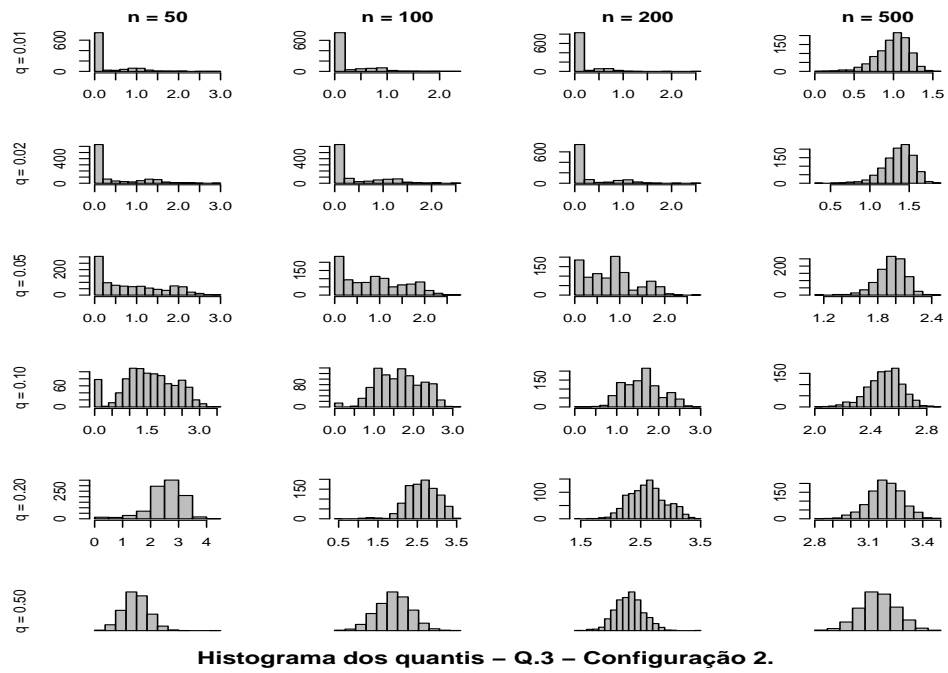 n = 50 n = 100 n = 200 n = 500
q = 0.01
0 600 0 600 0 600 0 150
0.0 1.0 2.0 3.0 0.0 1.0 2.0 0.0 1.0 2.0 0.0 0.5 1.0 1.5
q = 0.02
0 400 0 400 0 600 0 150
0.0 1.0 2.0 3.0 0.0 1.0 2.0 0.0 1.0 2.0 0.5 1.0 1.5
q = 0.05
0 200 0 150 0 150 0 200
0.0 1.0 2.0 3.0 0.0 1.0 2.0 0.0 1.0 2.0 1.2 1.8 2.4
q = 0.10
0 60 0 80 0 150 0 150
0.0 1.5 3.0 0.0 1.0 2.0 3.0 0.0 1.0 2.0 3.0 2.0 2.4 2.8
q = 0.20
0 250 0 150 0 100 0 150
0 1 2 3 4 0.5 1.5 2.5 3.5 1.5 2.5 3.5 2.8 3.1 3.4
q = 0.50
Histograma dos quantis – Q.3 – Configuração 2.